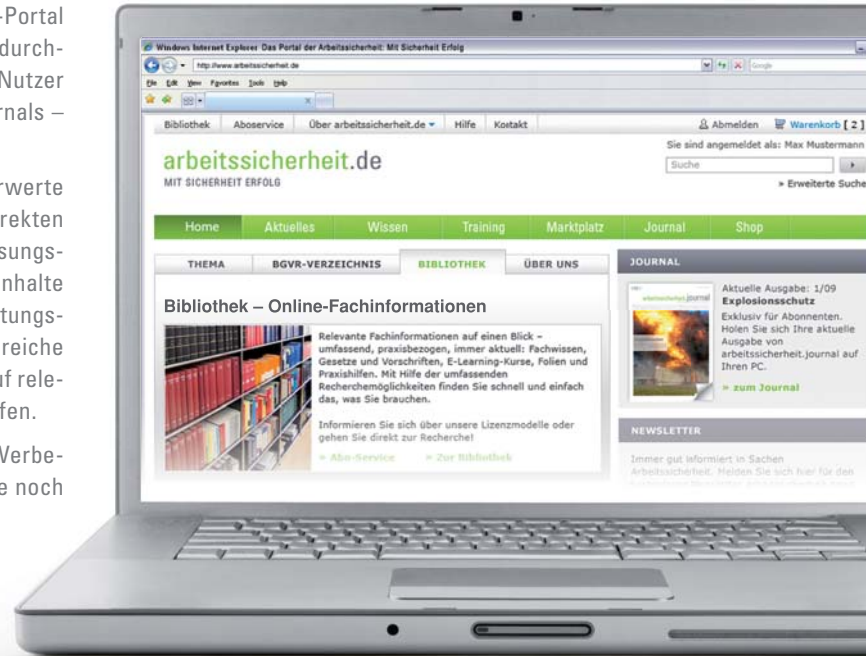 -Portal
durch-
Nutzer
rnals –
rwerte
rekten
sungs-
nhalte
tungs-
reiche
uf rele-
fen.
Verbe-
e noch
Windows Internet Explorer Das Portal der Arbeitssicherheit: Mit Sicherheit Erfolg
http://www.arbeitssicherheit.de
Google
File Edit View Favorites Tools Help
Bibliothek Aboservice Über arbeitssicherheit.de Hilfe Kontakt Abmelden Warenkorb [ 2 ]
Sie sind angemeldet als: Max Mustermann
arbeitssicherheit.de
MIT SICHERHEIT ERFOLG
Suche
» Erweiterte Suche
Home Aktuelles Wissen Training Marktplatz Journal Shop
THEMA BGVR-VERZEICHNIS BIBLIOTHEK ÜBER UNS
Bibliothek – Online-Fachinformationen
Relevante Fachinformationen auf einen Blick –
umfassend, praxisbezogen, immer aktuell: Fachwissen,
Gesetze und Vorschriften, E-Learning-Kurse, Folien und
Praxishilfen. Mit Hilfe der umfassenden
Recherchemöglichkeiten finden Sie schnell und einfach
das, was Sie brauchen.
Informieren Sie sich über unsere Lizenzmodelle oder
gehen Sie direkt zur Recherche!
» Abo-Service » Zur Bibliothek
JOURNAL
arbeitssicherheit.journal
Aktuelle Ausgabe: 1/09
Explosionsschutz
Exklusiv für Abonnenten.
Holen Sie sich Ihre aktuelle
Ausgabe von
arbeitssicherheit.journal auf
Ihren PC.
» zum Journal
NEWSLETTER
Immer gut informiert in Sachen
Arbeitssicherheit. Melden Sie sich hier für den